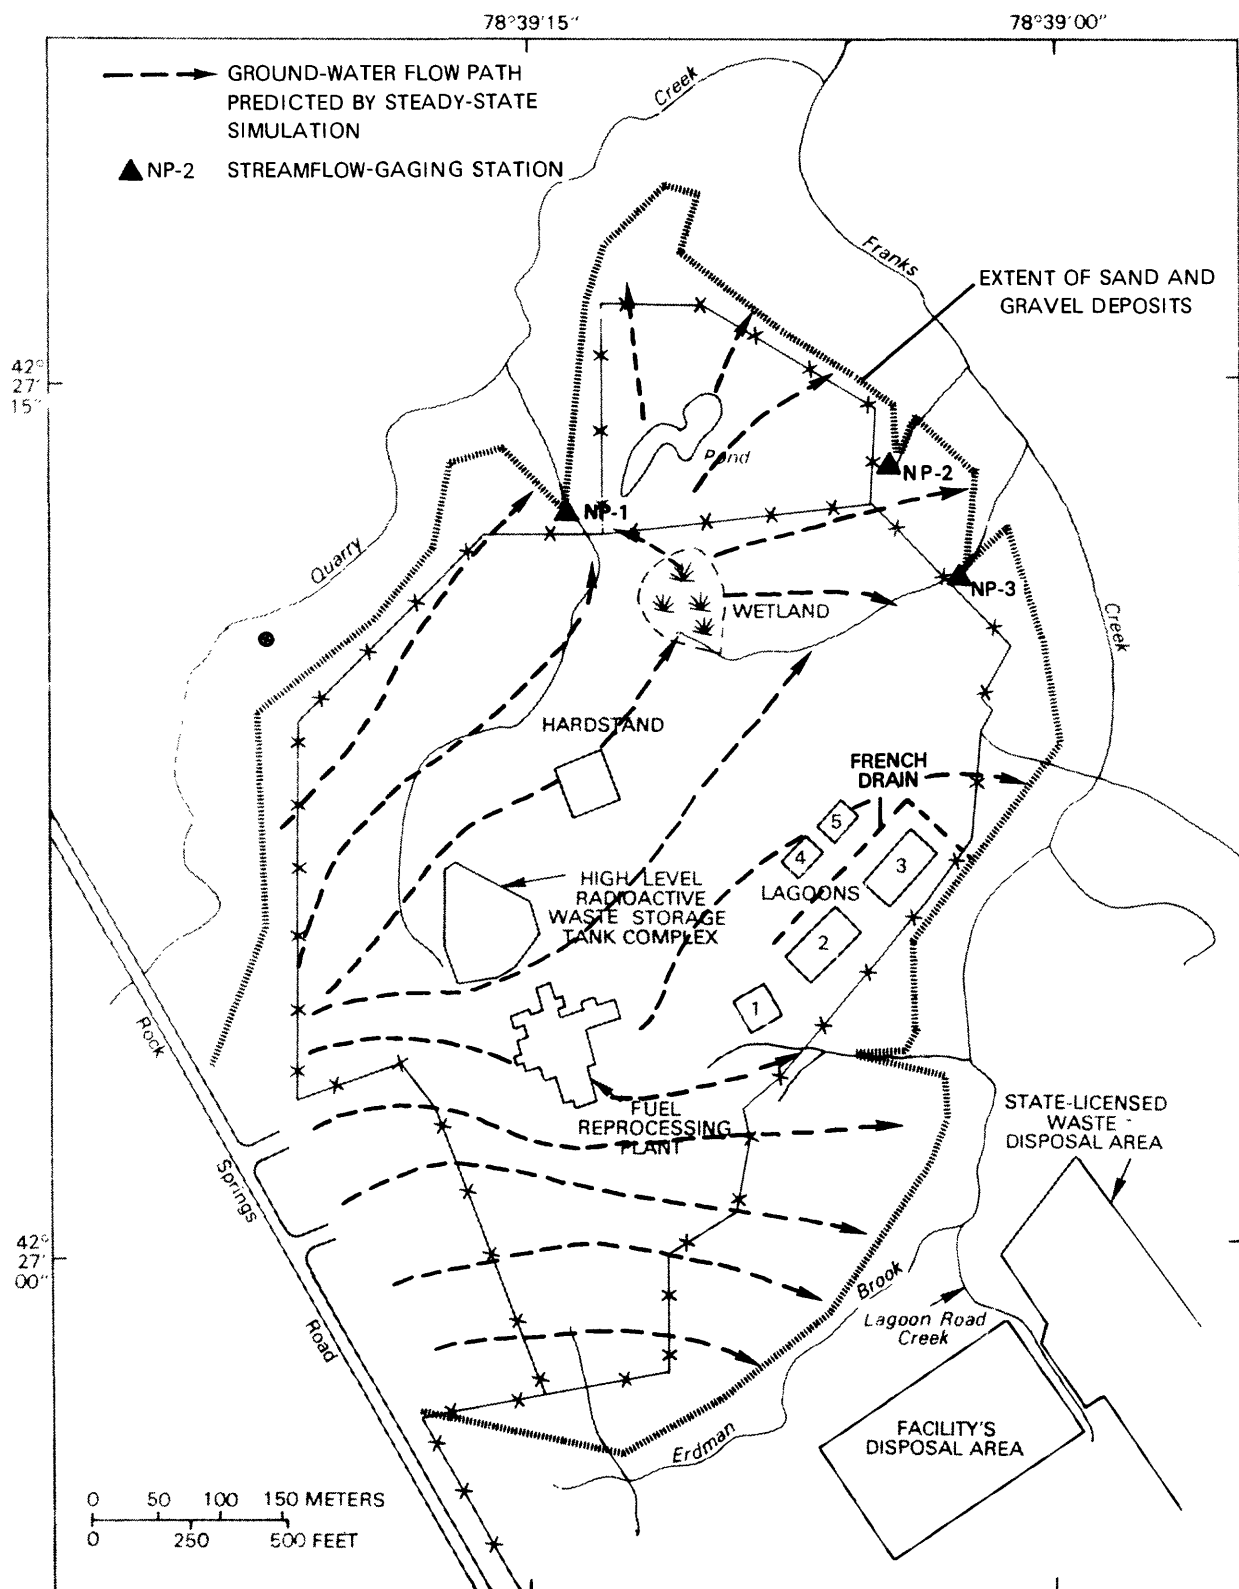 78°39'15"
78°39'00"
GROUND-WATER FLOW PATH
PREDICTED BY STEADY-STATE
SIMULATION
NP-2 STREAMFLOW-GAGING STATION
Creek
Franks
EXTENT OF SAND AND
GRAVEL DEPOSITS
42°
27'
15"
Pond
NP-2
NP-1
Quarry
NP-3
WETLAND
Creek
HARDSTAND
FRENCH
DRAIN
5
4
3
LAGOONS
HIGH LEVEL
RADIOACTIVE
WASTE STORAGE
TANK COMPLEX
2
1
Rock
Springs
Road
FUEL
REPROCESSING
PLANT
STATE-LICENSED
WASTE -
DISPOSAL AREA
42°
27'
00"
Brook
Lagoon Road
Creek
Erdman
FACILITY'S
DISPOSAL AREA
0 50 100 150 METERS
0 250 500 FEET